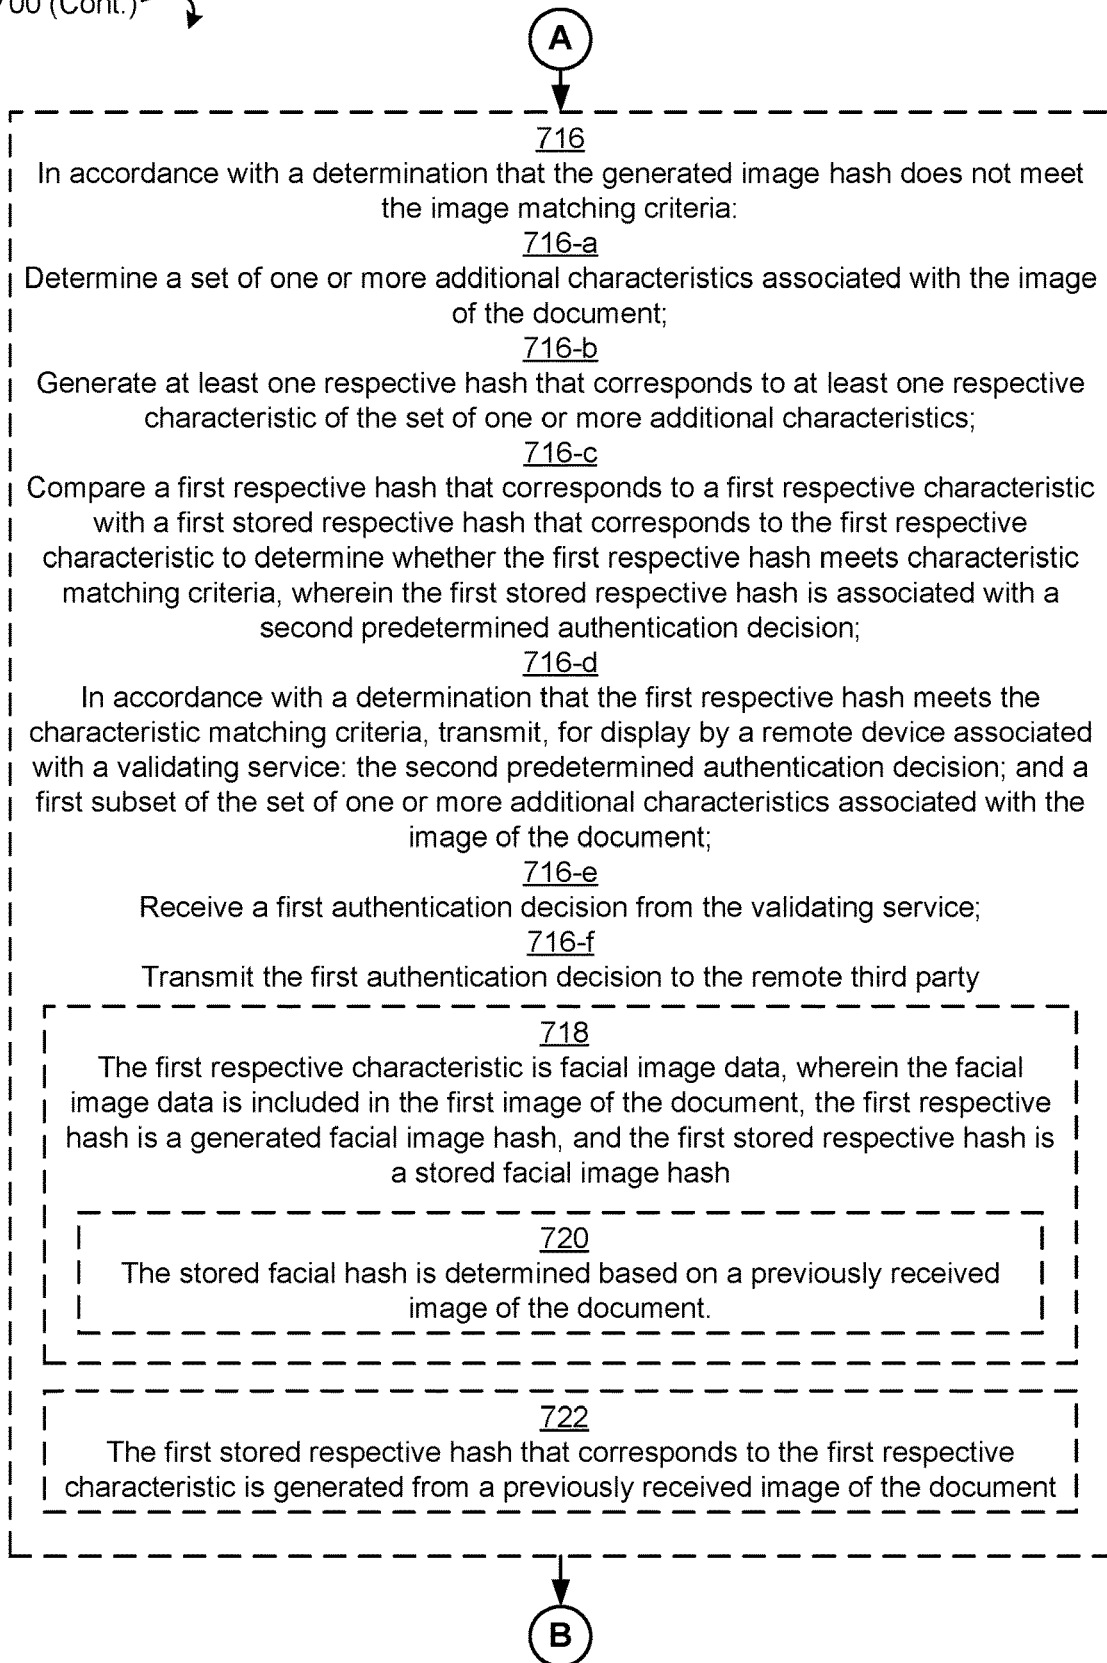 700 (Cont.)
A
716
In accordance with a determination that the generated image hash does not meet
the image matching criteria:
716-a
Determine a set of one or more additional characteristics associated with the image
of the document;
716-b
Generate at least one respective hash that corresponds to at least one respective
characteristic of the set of one or more additional characteristics;
716-c
Compare a first respective hash that corresponds to a first respective characteristic
with a first stored respective hash that corresponds to the first respective
characteristic to determine whether the first respective hash meets characteristic
matching criteria, wherein the first stored respective hash is associated with a
second predetermined authentication decision;
716-d
In accordance with a determination that the first respective hash meets the
characteristic matching criteria, transmit, for display by a remote device associated
with a validating service: the second predetermined authentication decision; and a
first subset of the set of one or more additional characteristics associated with the
image of the document;
716-e
Receive a first authentication decision from the validating service;
716-f
Transmit the first authentication decision to the remote third party
718
The first respective characteristic is facial image data, wherein the facial
image data is included in the first image of the document, the first respective
hash is a generated facial image hash, and the first stored respective hash is
a stored facial image hash
720
The stored facial hash is determined based on a previously received
image of the document.
722
The first stored respective hash that corresponds to the first respective
characteristic is generated from a previously received image of the document
B